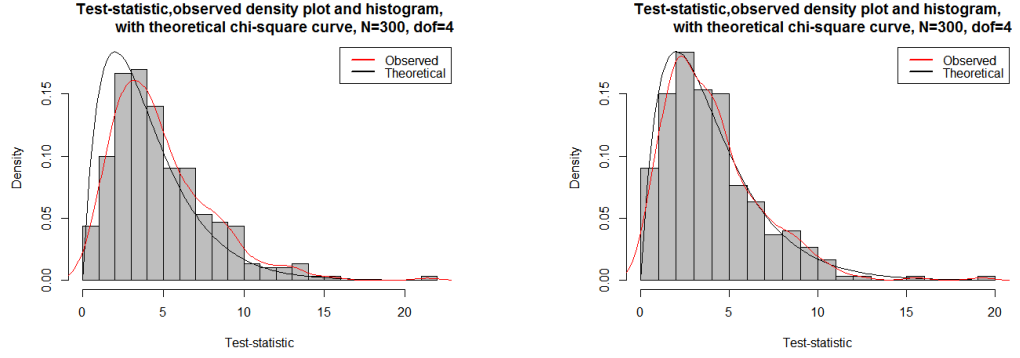 Test-statistic,observed density plot and histogram,
with theoretical chi-square curve, N=300, dof=4
Observed
Theoretical
Density
0.15
0.10
0.05
0.00
0 5 10 15 20
Test-statistic
Test-statistic,observed density plot and histogram,
with theoretical chi-square curve, N=300, dof=4
Observed
Theoretical
Density
0.15
0.10
0.05
0.00
0 5 10 15 20
Test-statistic